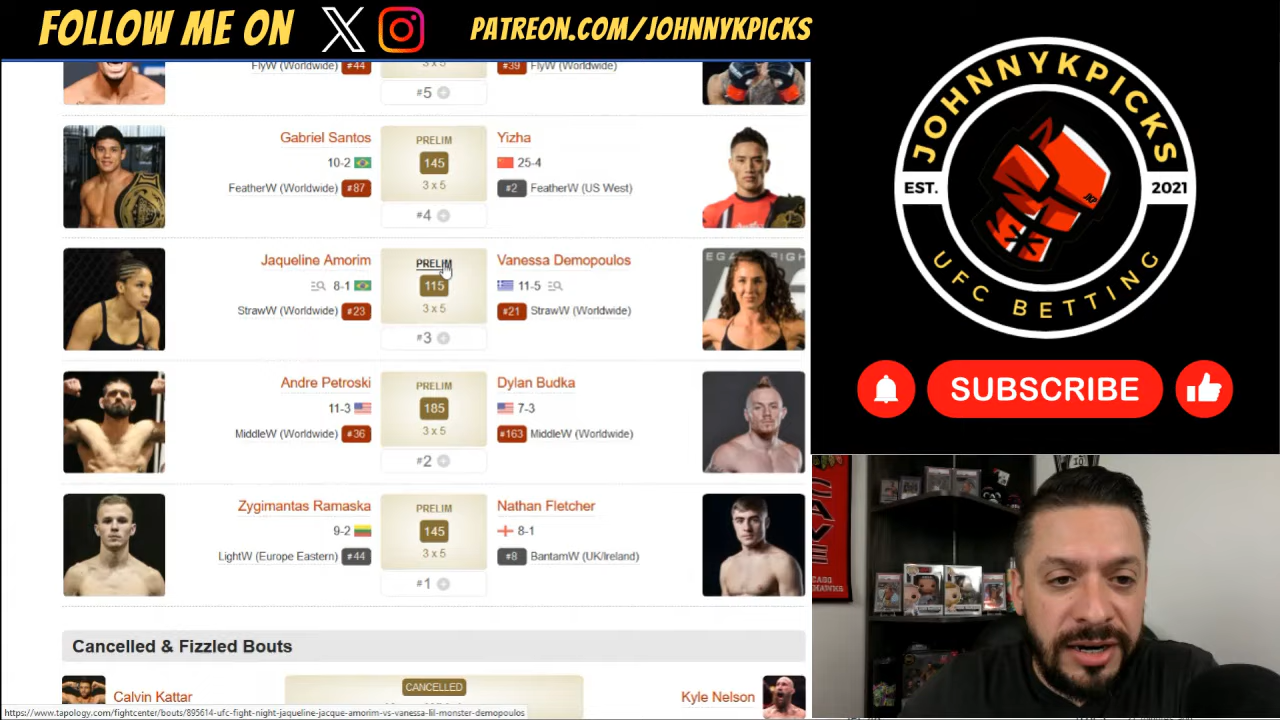 FOLLOW ME ON
PATREON.COM/JOHNNYKPICKS
FlyW (Worldwide) #44
3 x 5
#39 FlyW (Worldwide)
#5
Gabriel Santos
PRELIM
Yizha
10-2
145
25-4
FeatherW (Worldwide) #87
3 x 5
#2 FeatherW (US West)
#4
Jaqueline Amorim
PRELIM
Vanessa Demopoulos
8-1
115
11-5
StrawW (Worldwide) #23
3 x 5
#21 StrawW (Worldwide)
#3
Andre Petroski
PRELIM
Dylan Budka
11-3
185
7-3
MiddleW (Worldwide) #36
3 x 5
#163 MiddleW (Worldwide)
#2
Zygimantas Ramaska
PRELIM
Nathan Fletcher
9-2
145
8-1
LightW (Europe Eastern) #44
3 x 5
#8 BantamW (UK/Ireland)
#1
Cancelled & Fizzled Bouts
Calvin Kattar
CANCELLED
Kyle Nelson
https://www.tapology.com/fightcenter/bouts/895614-ufc-fight-night-jaqueline-jacque-amorim-vs-vanessa-lil-monster-demopoulos
JOHNNYKPICKS
EST.
2021
JKP
UFC BETTING
SUBSCRIBE